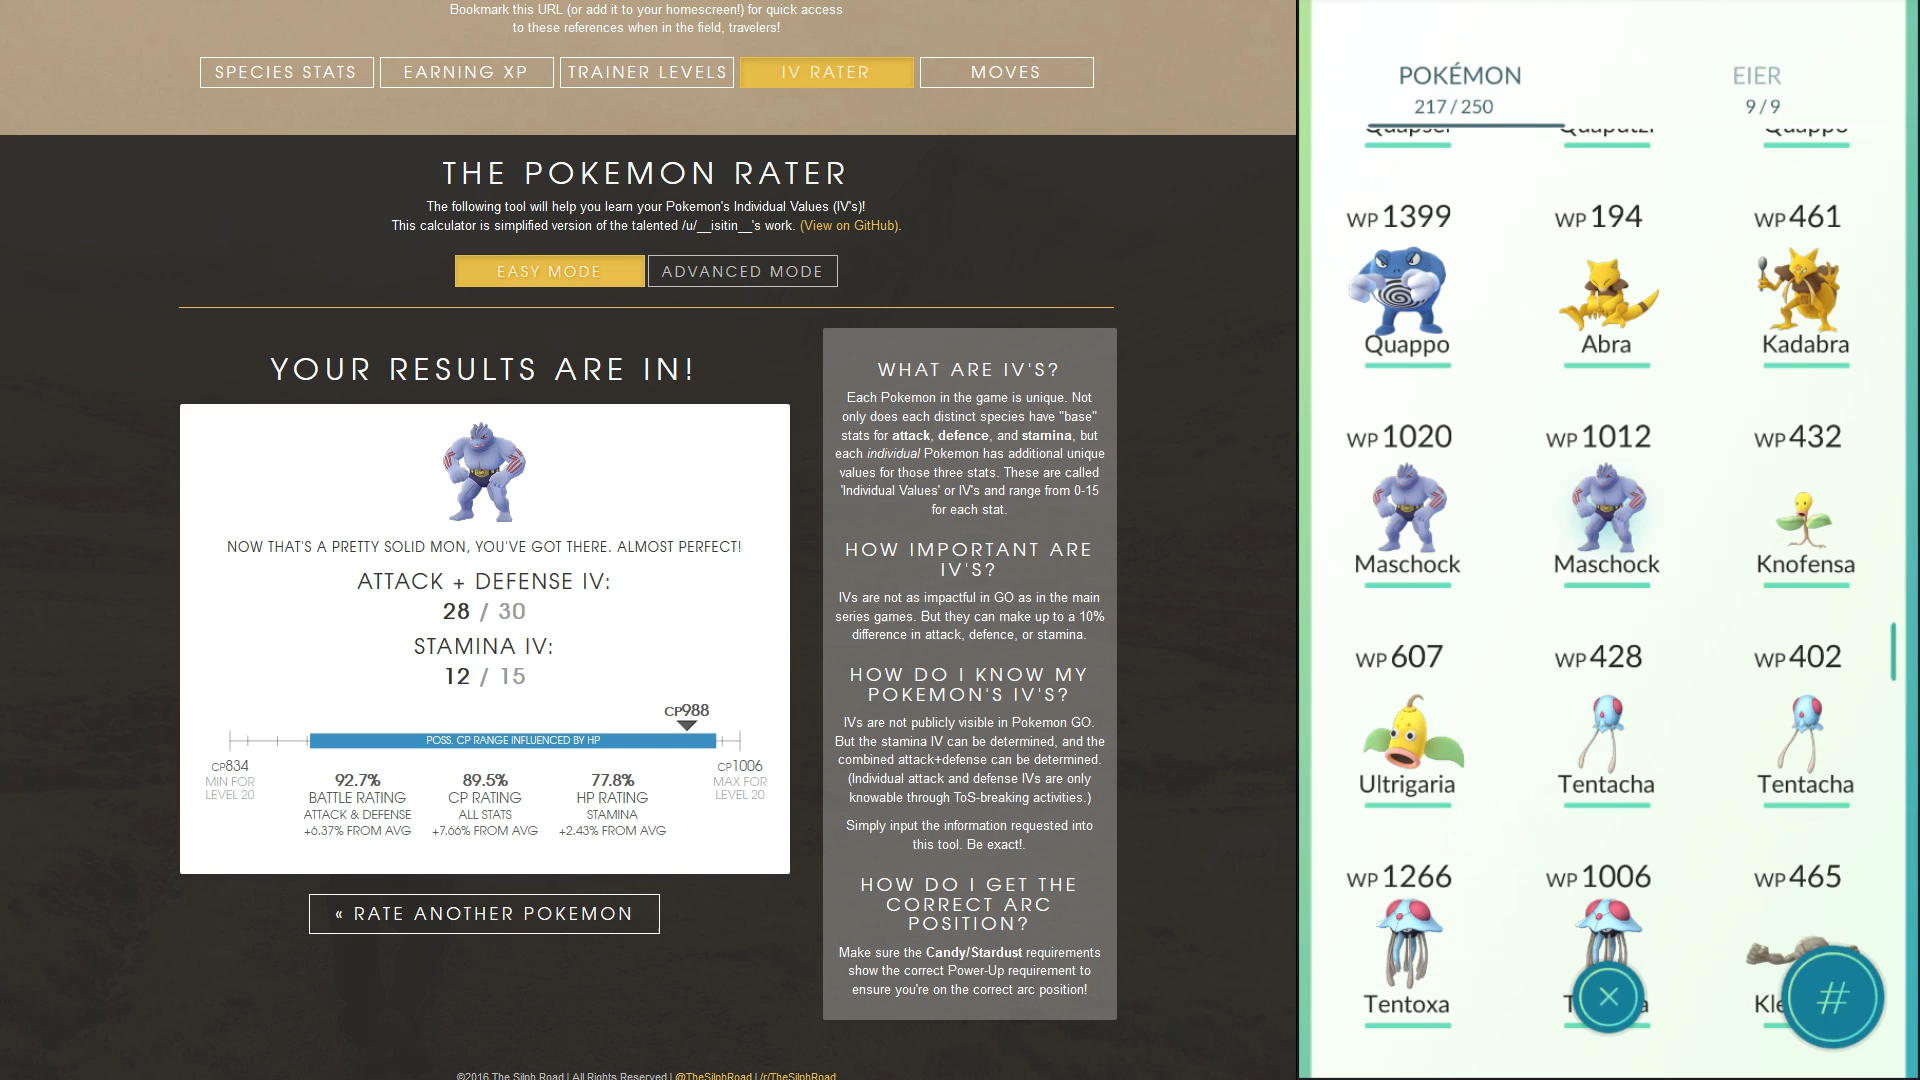 Bookmark this URL (or add it to your homescreen!) for quick access
to these references when in the field, travelers!
SPECIES STATS
EARNING XP
TRAINER LEVELS
IV RATER
MOVES
THE POKEMON RATER
The following tool will help you learn your Pokemon's Individual Values (IV's)!
This calculator is simplified version of the talented /u/__isitin__'s work. (View on GitHub).
EASY MODE
ADVANCED MODE
YOUR RESULTS ARE IN!
NOW THAT'S A PRETTY SOLID MON, YOU'VE GOT THERE. ALMOST PERFECT!
ATTACK + DEFENSE IV:
28 / 30
STAMINA IV:
12 / 15
CP988
POSS. CP RANGE INFLUENCED BY HP
CP834
MIN FOR
LEVEL 20
CP1006
MAX FOR
LEVEL 20
92.7%
BATTLE RATING
ATTACK & DEFENSE
+6.37% FROM AVG
89.5%
CP RATING
ALL STATS
+7.66% FROM AVG
77.8%
HP RATING
STAMINA
+2.43% FROM AVG
« RATE ANOTHER POKEMON
WHAT ARE IV'S?
Each Pokemon in the game is unique. Not
only does each distinct species have "base"
stats for attack, defence, and stamina, but
each individual Pokemon has additional unique
values for those three stats. These are called
'Individual Values' or IV's and range from 0-15
for each stat.
HOW IMPORTANT ARE
IV'S?
IVs are not as impactful in GO as in the main
series games. But they can make up to a 10%
difference in attack, defence, or stamina.
HOW DO I KNOW MY
POKEMON'S IV'S?
IVs are not publicly visible in Pokemon GO.
But the stamina IV can be determined, and the
combined attack+defense can be determined.
(Individual attack and defense IVs are only
knowable through ToS-breaking activities.)
Simply input the information requested into
this tool. Be exact!.
HOW DO I GET THE
CORRECT ARC
POSITION?
Make sure the Candy/Stardust requirements
show the correct Power-Up requirement to
ensure you're on the correct arc position!
©2016 The Silph Road | All Rights Reserved | @TheSilphRoad | /r/TheSilphRoad
POKÉMON
217 / 250
EIER
9 / 9
Quapsel
Quaputzi
Quappo
WP 1399
WP 194
WP 461
Quappo
Abra
Kadabra
WP 1020
WP 1012
WP 432
Maschock
Maschock
Knofensa
WP 607
WP 428
WP 402
Ultrigaria
Tentacha
Tentacha
WP 1266
WP 1006
WP 465
Tentoxa
#